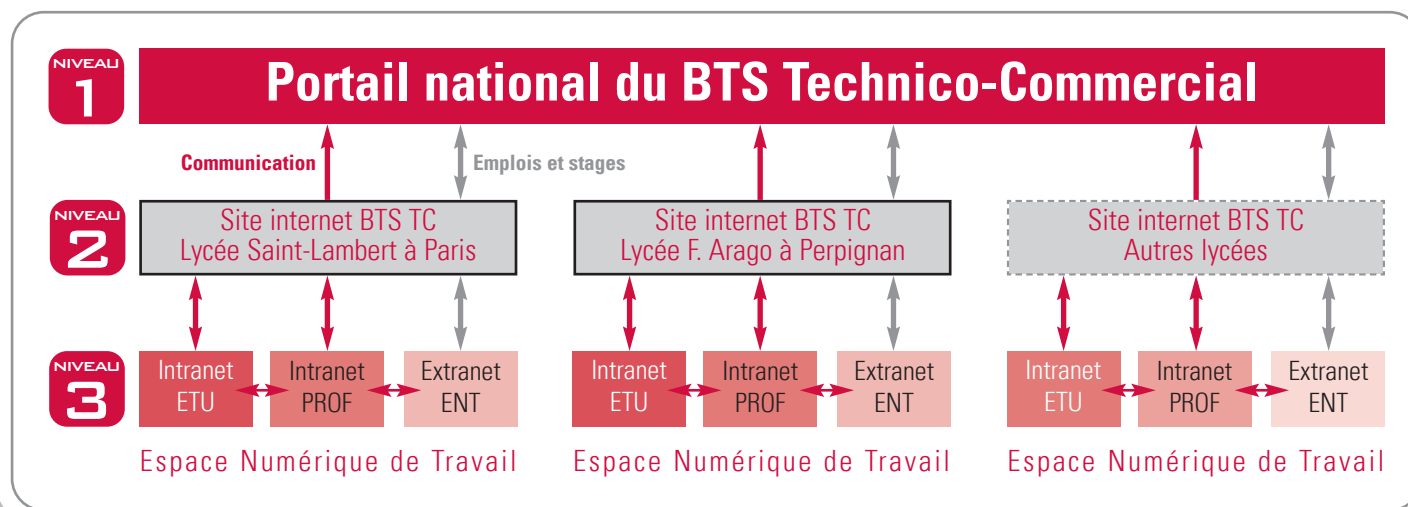 NIVEAU
1
Portail national du BTS Technico-Commercial
Communication
Emplois et stages
NIVEAU
2
Site internet BTS TC
Lycée Saint-Lambert à Paris
Site internet BTS TC
Lycée F. Arago à Perpignan
Site internet BTS TC
Autres lycées
NIVEAU
3
Intranet
ETU
Intranet
PROF
Extranet
ENT
Intranet
ETU
Intranet
PROF
Extranet
ENT
Intranet
ETU
Intranet
PROF
Extranet
ENT
Espace Numérique de Travail
Espace Numérique de Travail
Espace Numérique de Travail